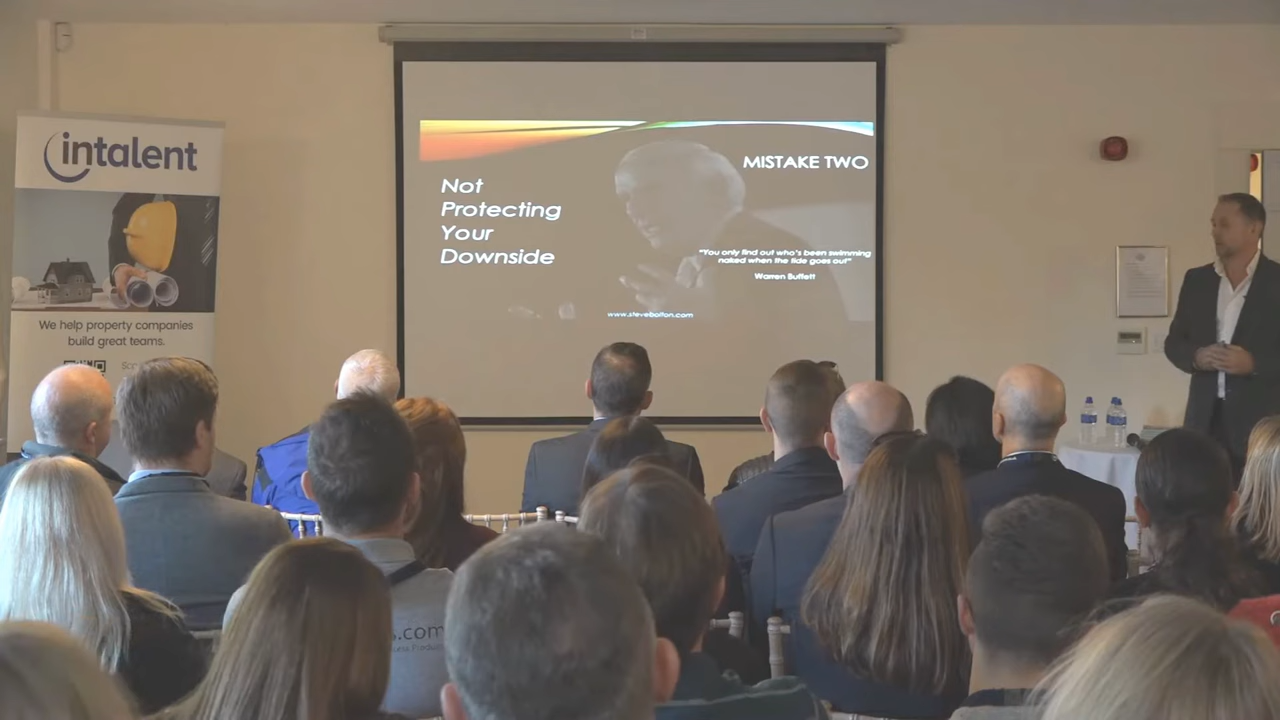 intalent
We help property companies
build great teams.
MISTAKE TWO
Not
Protecting
Your
Downside
"You only find out who's been swimming
naked when the tide goes out"
Warren Buffett
www.stevebolton.com
s.com